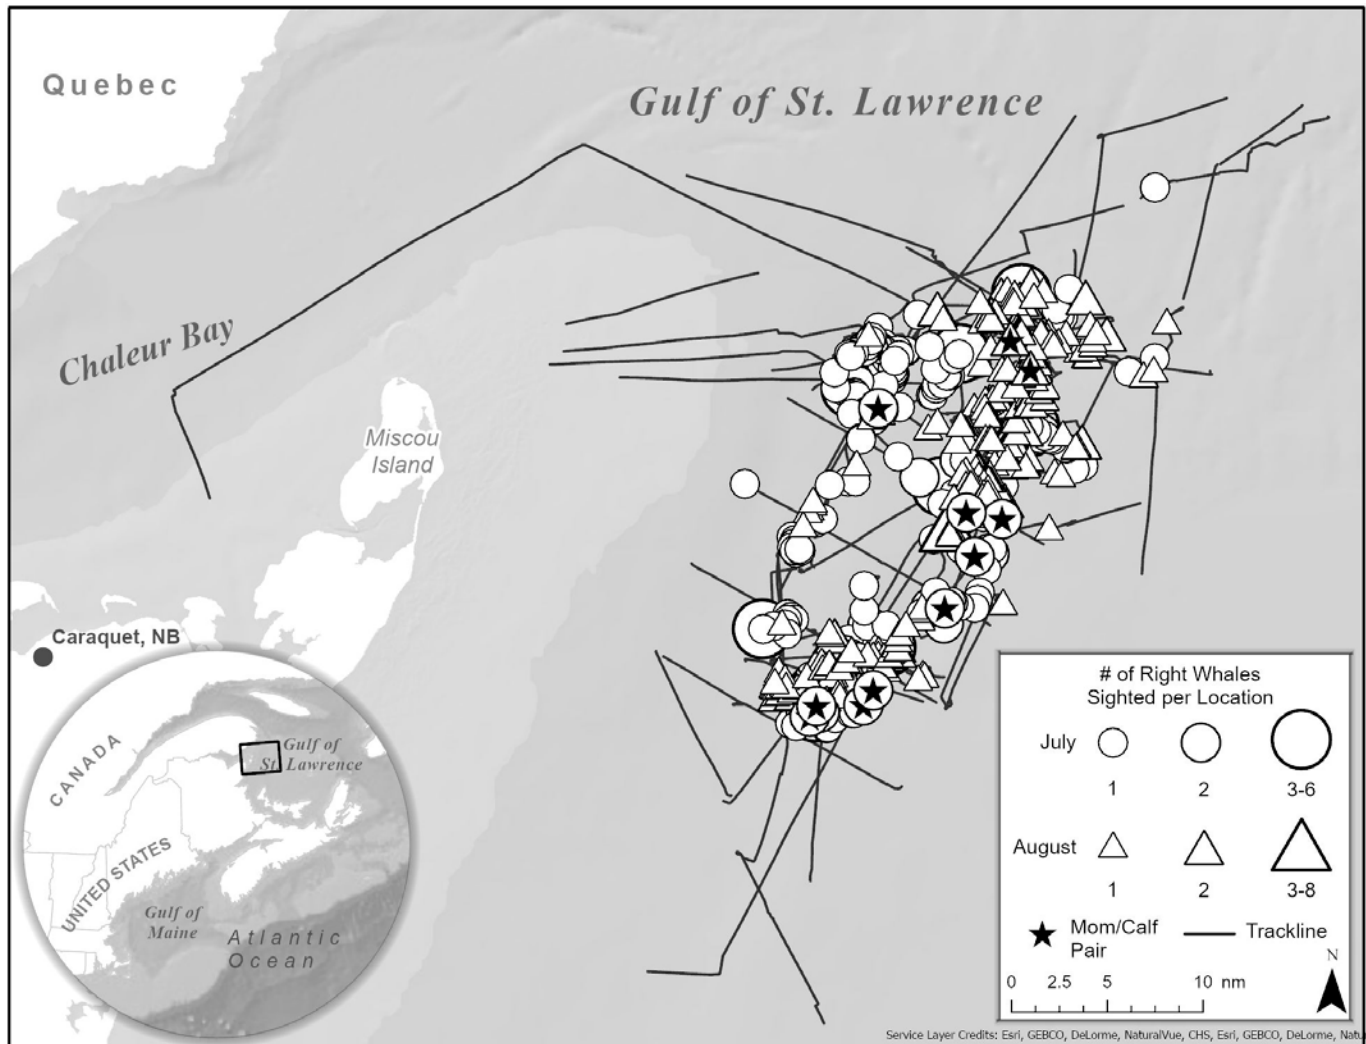 Quebec
Gulf of St. Lawrence
Chaleur Bay
Miscou
Island
Caraquet, NB
CANADA
UNITED STATES
Gulf of
St. Lawrence
Gulf of
Maine
Atlantic
Ocean
# of Right Whales
Sighted per Location
July
1 2 3-6
August
1 2 3-8
Mom/Calf
Pair
Trackline
N
0 2.5 5 10 nm
Service Layer Credits: Esri, GEBCO, DeLorme, NaturalVue, CHS, Esri, GEBCO, DeLorme, Natu